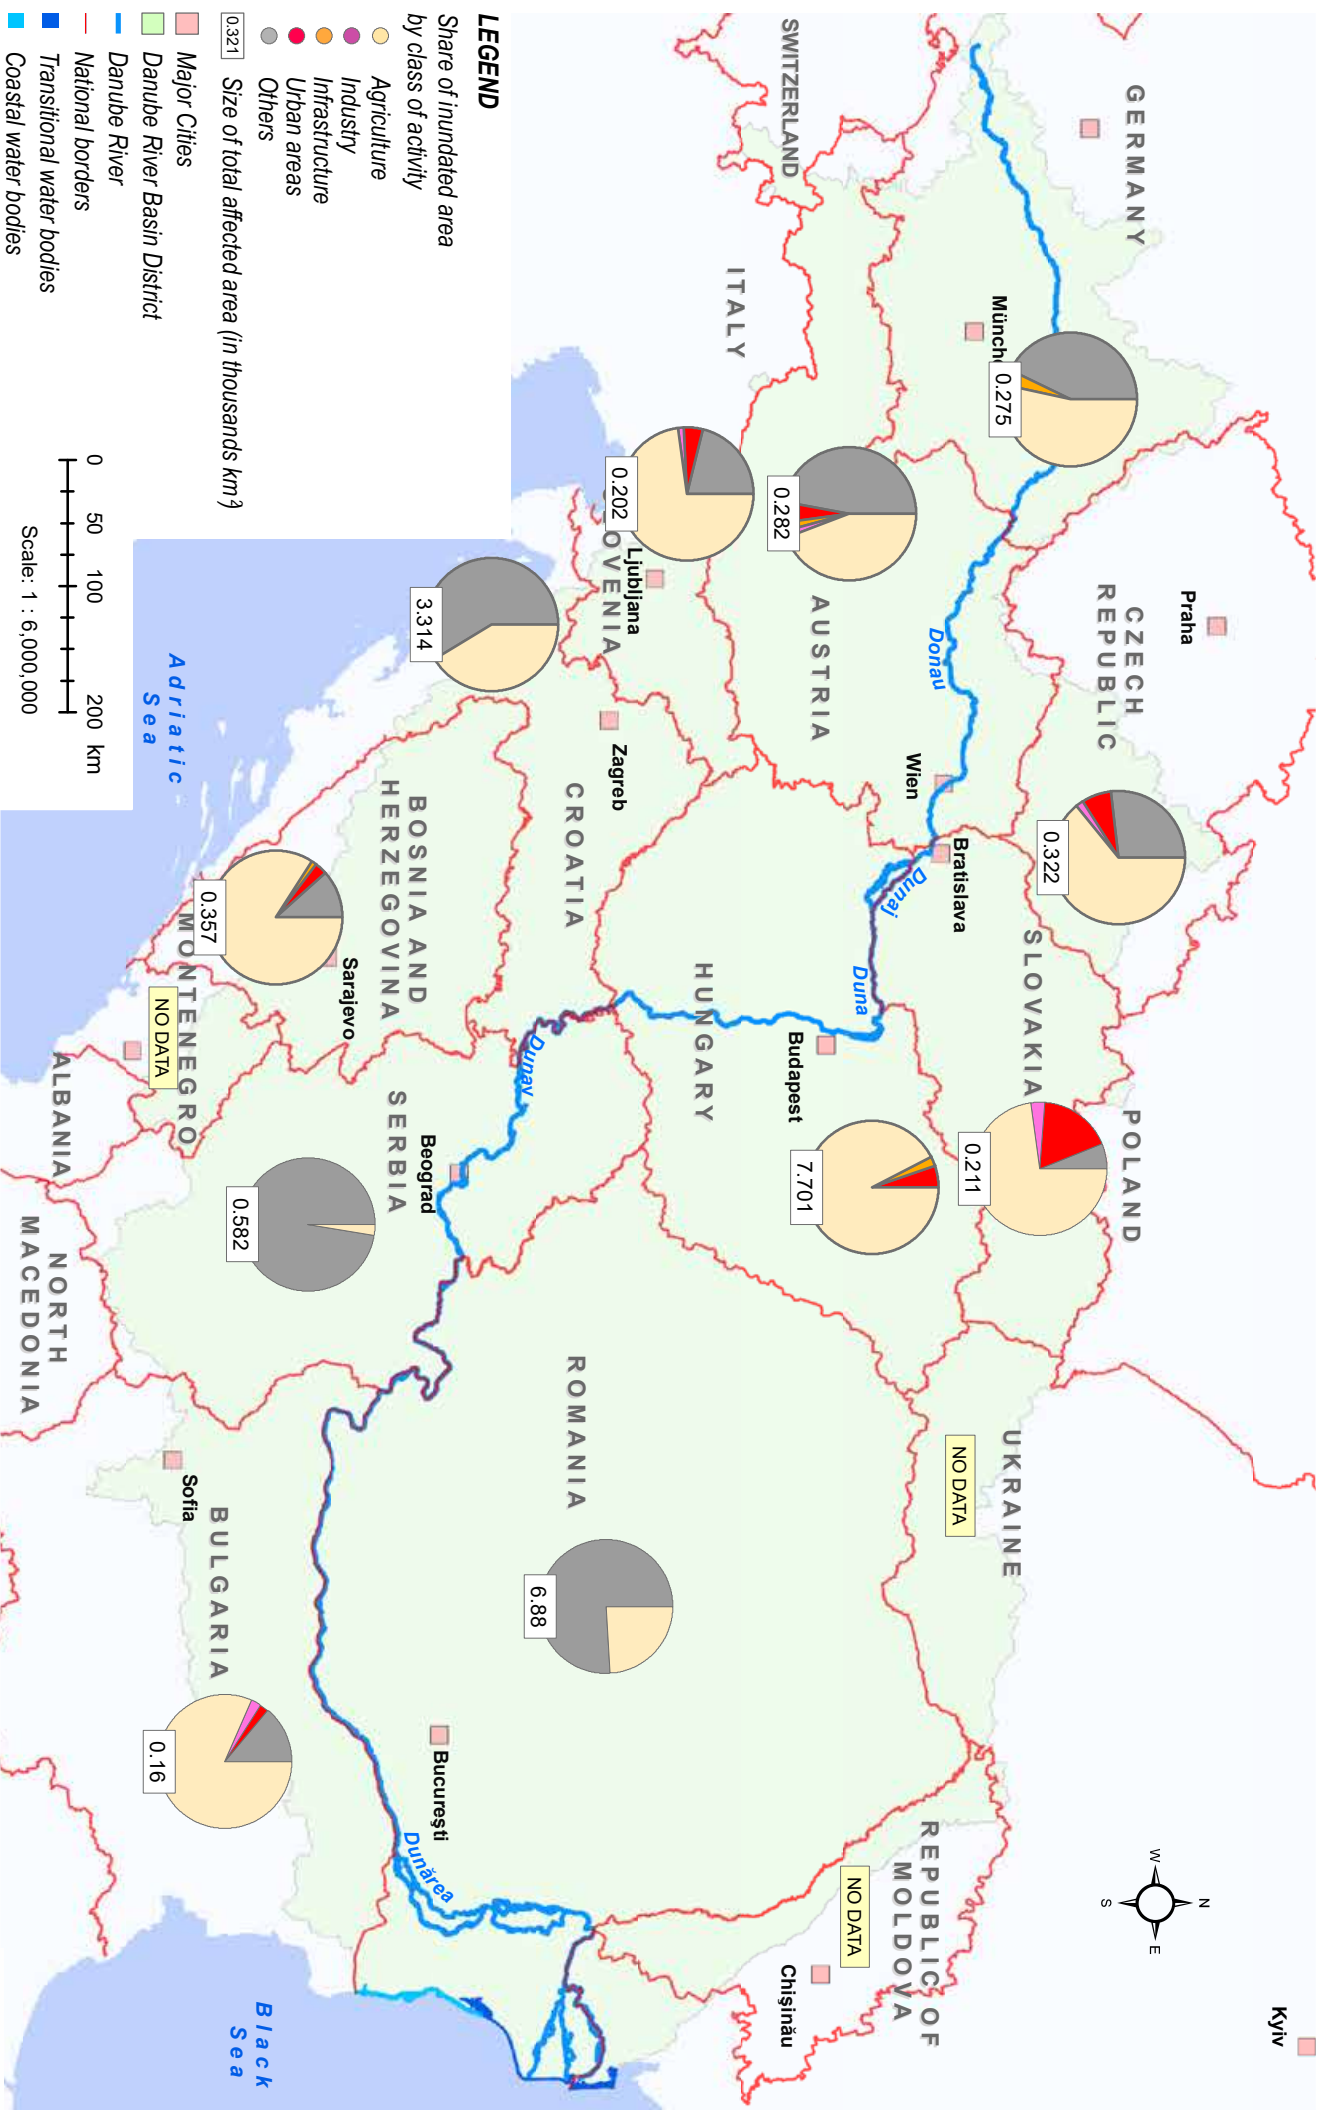 GERMANY
SWITZERLAND
ITALY
Münch
0.275
Praha
CZECH
REPUBLIC
Donau
AUSTRIA
0.282
Wien
0.322
Bratislava
Dunaj
SLOVAKIA
POLAND
0.211
Duna
Budapest
HUNGARY
7.701
UKRAINE
NO DATA
Kyiv
N
W
E
S
REPUBLIC OF
MOLDOVA
NO DATA
Chişinău
0.202
Ljubljana
OVENIA
3.314
Zagreb
CROATIA
BOSNIA AND
HERZEGOVINA
Sarajevo
0.357
MONTENEGRO
NO DATA
ALBANIA
Dunav
Beograd
SERBIA
0.582
NORTH
MACEDONIA
ROMANIA
6.88
Bucureşti
Dunărea
Sofia
BULGARIA
0.16
Black
Sea
Adriatic
Sea
LEGEND
Share of inundated area
by class of activity
Agriculture
Industry
Infrastructure
Urban areas
Others
0.321 Size of total affected area (in thousands km²)
Major Cities
Danube River Basin District
Danube River
National borders
Transitional water bodies
Coastal water bodies
0 50 100 200 km
Scale: 1 : 6,000,000